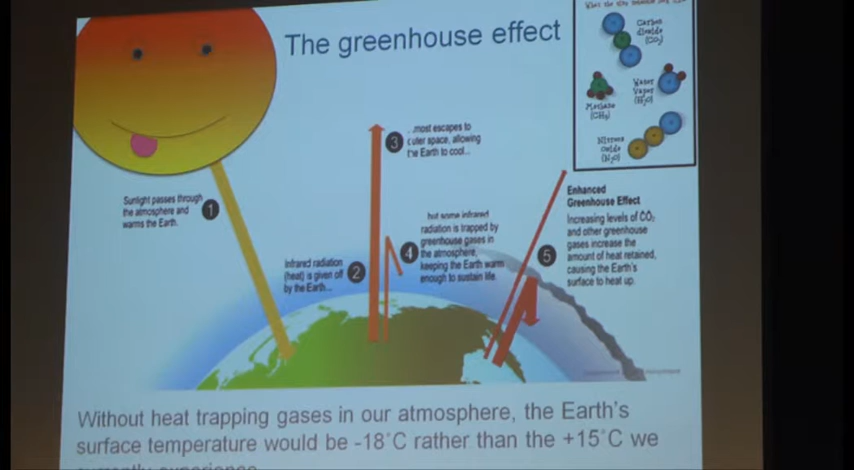 The greenhouse effect
Carbon
Dioxide
(CO₂)
Water
Vapor
(H₂O)
Methane
(CH₄)
Nitrous
Oxide
(N₂O)
Sunlight passes through
the atmosphere and
warms the Earth.
1
Infrared radiation
(heat) is given off
by the Earth...
2
3
...most escapes to
outer space, allowing
the Earth to cool...
4
but some infrared
radiation is trapped by
greenhouse gases in
the atmosphere,
keeping the Earth warm
enough to sustain life.
5
Enhanced
Greenhouse Effect
Increasing levels of CO₂
and other greenhouse
gases increase the
amount of heat retained,
causing the Earth's
surface to heat up.
Without heat trapping gases in our atmosphere, the Earth's
surface temperature would be -18°C rather than the +15°C we
currently experience